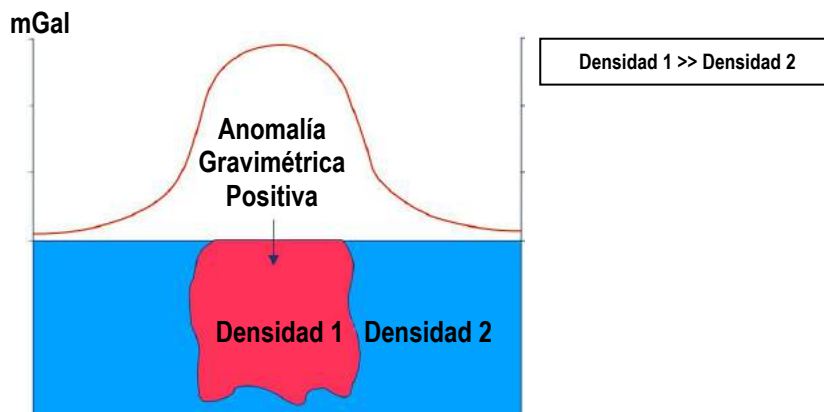 mGal
Densidad 1 >> Densidad 2
Anomalía
Gravimétrica
Positiva
Densidad 1
Densidad 2